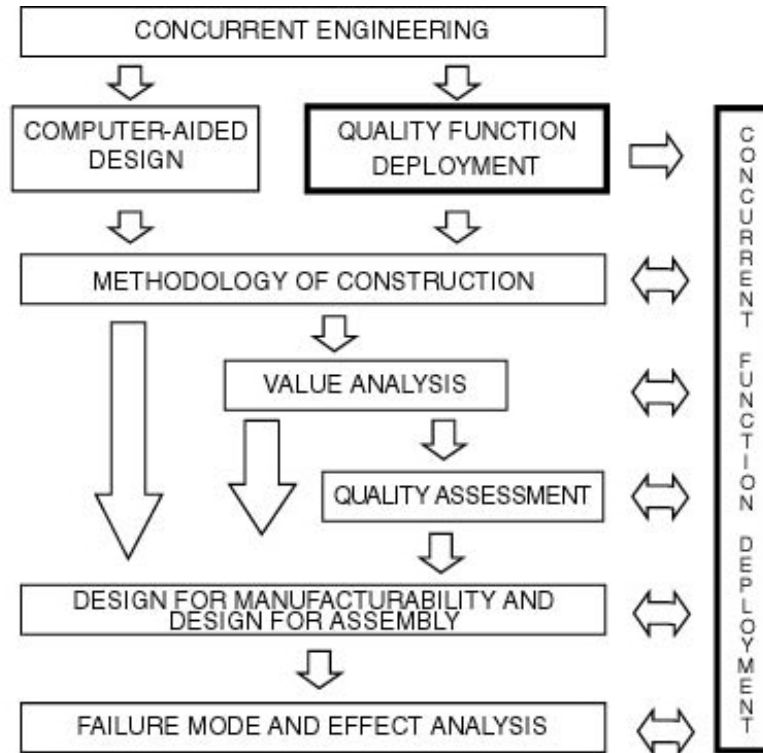 CONCURRENT ENGINEERING
COMPUTER-AIDED
DESIGN
QUALITY FUNCTION
DEPLOYMENT
METHODOLOGY OF CONSTRUCTION
VALUE ANALYSIS
QUALITY ASSESSMENT
DESIGN FOR MANUFACTURABILITY AND
DESIGN FOR ASSEMBLY
FAILURE MODE AND EFFECT ANALYSIS
CONCURRENT FUNCTION DEPLOYMENT